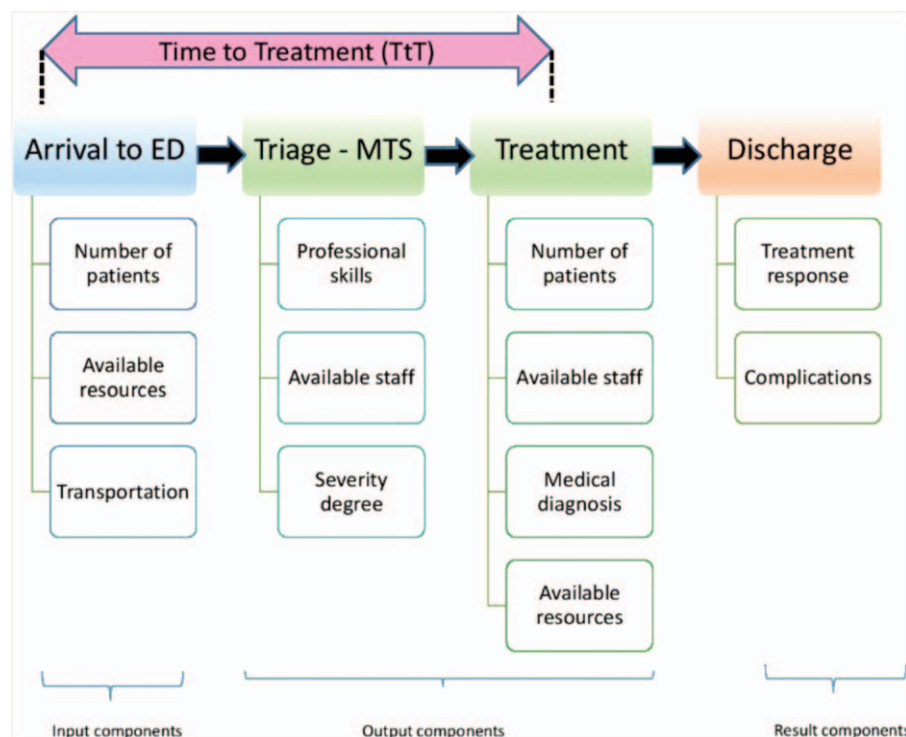 Time to Treatment (TtT)
Arrival to ED
Triage - MTS
Treatment
Discharge
Number of
patients
Available
resources
Transportation
Professional
skills
Available staff
Severity
degree
Number of
patients
Available staff
Medical
diagnosis
Available
resources
Treatment
response
Complications
Input components
Output components
Result components